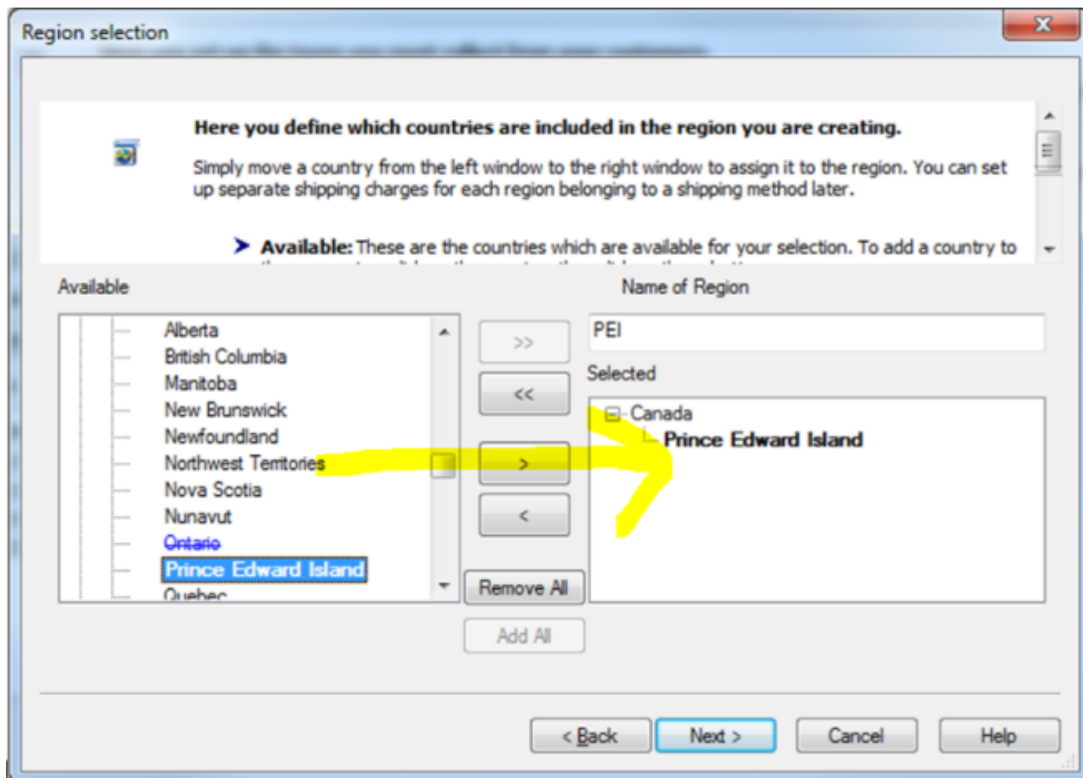 Region selection
Here you define which countries are included in the region you are creating.
Simply move a country from the left window to the right window to assign it to the region. You can set
up separate shipping charges for each region belonging to a shipping method later.
Available: These are the countries which are available for your selection. To add a country to
Available
Alberta
British Columbia
Manitoba
New Brunswick
Newfoundland
Northwest Territories
Nova Scotia
Nunavut
Ontario
Prince Edward Island
Quebec
>>
<<
>
<
Remove All
Add All
Name of Region
PEI
Selected
Canada
Prince Edward Island
< Back
Next >
Cancel
Help